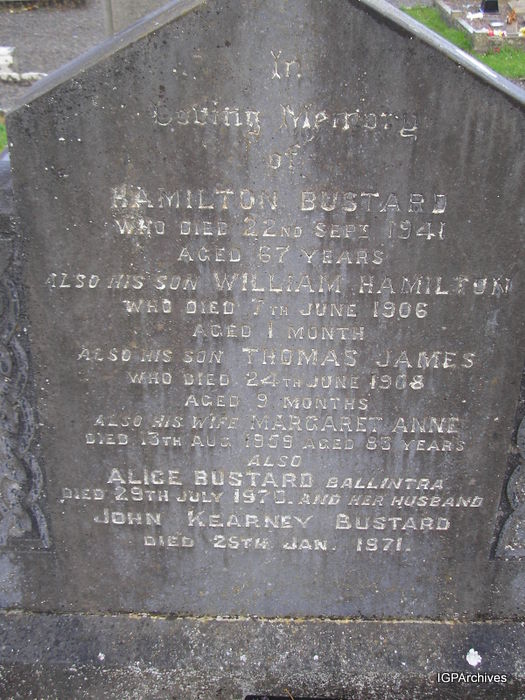 In
Loving Memory
of
HAMILTON BUSTARD
WHO DIED 22ND SEPT 1941
AGED 67 YEARS
ALSO HIS SON WILLIAM HAMILTON
WHO DIED 7TH JUNE 1906
AGED 1 MONTH
ALSO HIS SON THOMAS JAMES
WHO DIED 24TH JUNE 1908
AGED 9 MONTHS
ALSO HIS WIFE MARGARET ANNE
DIED 13TH AUG 1959 AGED 83 YEARS
ALSO
ALICE BUSTARD BALLINTRA
DIED 29TH JULY 1970. AND HER HUSBAND
JOHN KEARNEY BUSTARD
DIED 25TH JAN. 1971.
IGPArchives